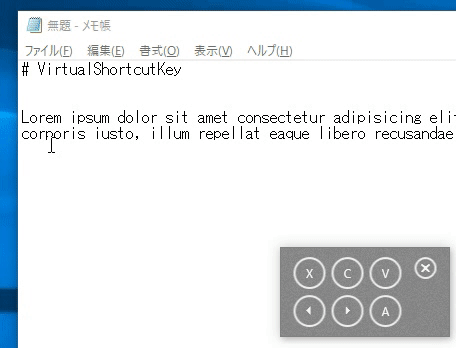 無題 - メモ帳
ファイル(F) 編集(E) 書式(O) 表示(V) ヘルプ(H)
# VirtualShortcutKey
Lorem ipsum dolor sit amet consectetur adipisicing elit
corporis iusto, illum repellat eaque libero recusandae
X C V
A